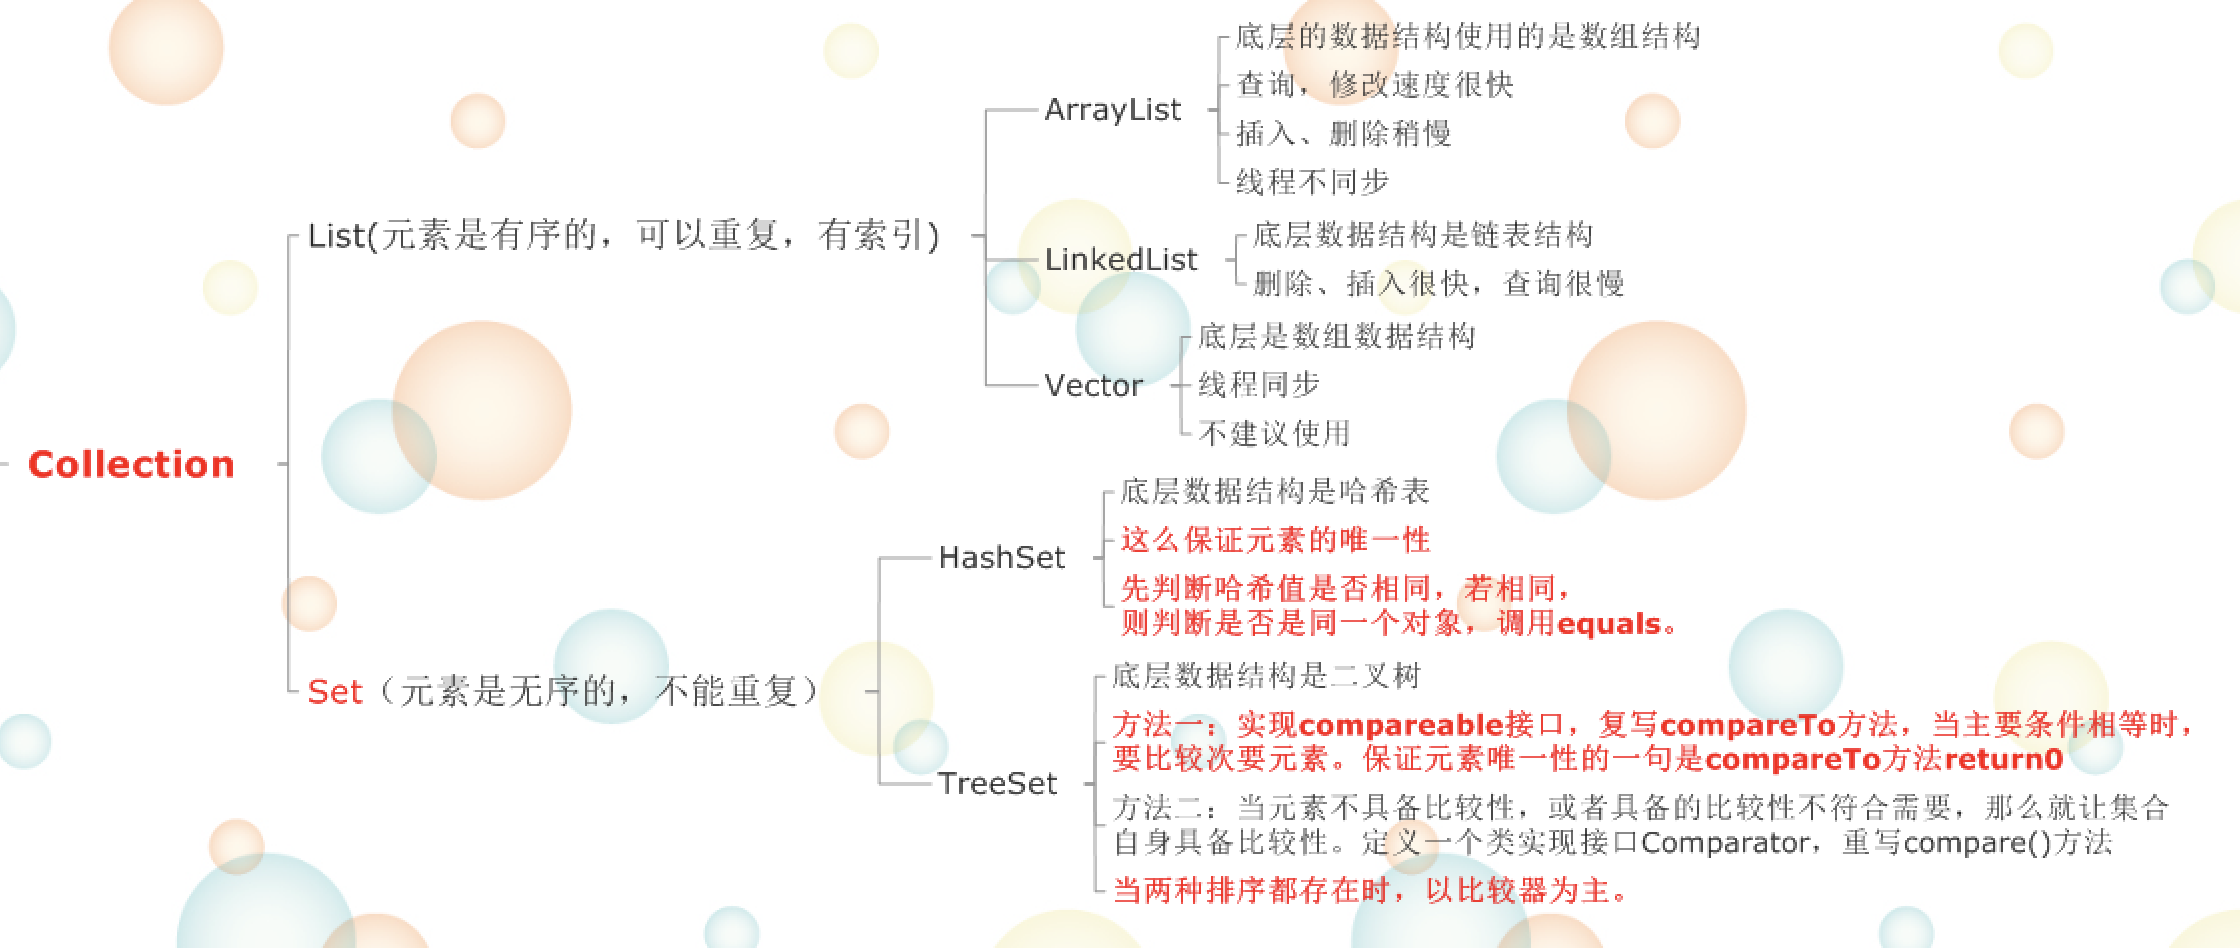 Collection
List(元素是有序的，可以重复，有索引)
ArrayList
底层的数据结构使用的是数组结构
查询，修改速度很快
插入、删除稍慢
线程不同步
LinkedList
底层数据结构是链表结构
删除、插入很快，查询很慢
Vector
底层是数组数据结构
线程同步
不建议使用
Set（元素是无序的，不能重复）
HashSet
底层数据结构是哈希表
这么保证元素的唯一性
先判断哈希值是否相同，若相同，
则判断是否是同一个对象，调用equals。
TreeSet
底层数据结构是二叉树
方法一：实现compareable接口，复写compareTo方法，当主要条件相等时，
要比较次要元素。保证元素唯一性的一句是compareTo方法return0
方法二：当元素不具备比较性，或者具备的比较性不符合需要，那么就让集合
自身具备比较性。定义一个类实现接口Comparator，重写compare()方法
当两种排序都存在时，以比较器为主。